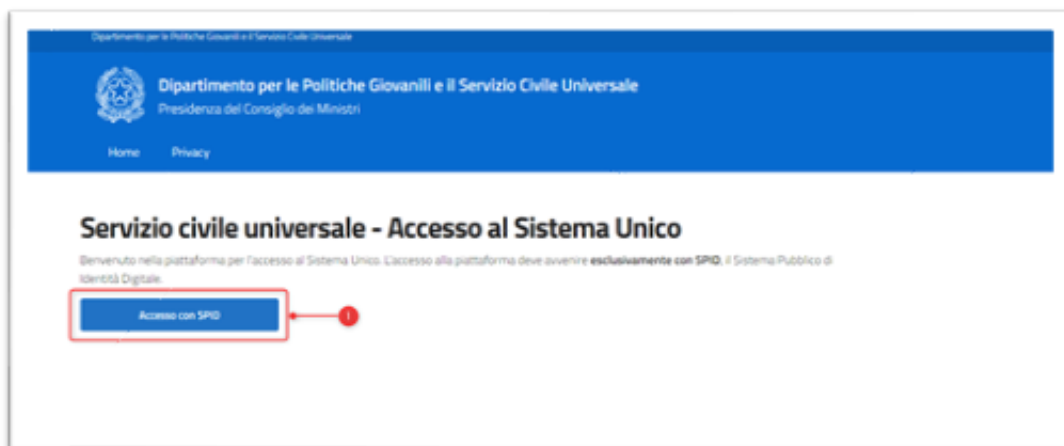 Dipartimento per le Politiche Giovanili e il Servizio Civile Universale
Dipartimento per le Politiche Giovanili e il Servizio Civile Universale
Presidenza del Consiglio dei Ministri
Home Privacy
Servizio civile universale - Accesso al Sistema Unico
Benvenuto nella piattaforma per l'accesso al Sistema Unico. L'accesso alla piattaforma deve avvenire esclusivamente con SPID, il Sistema Pubblico di
Identità Digitale.
Accesso con SPID
1